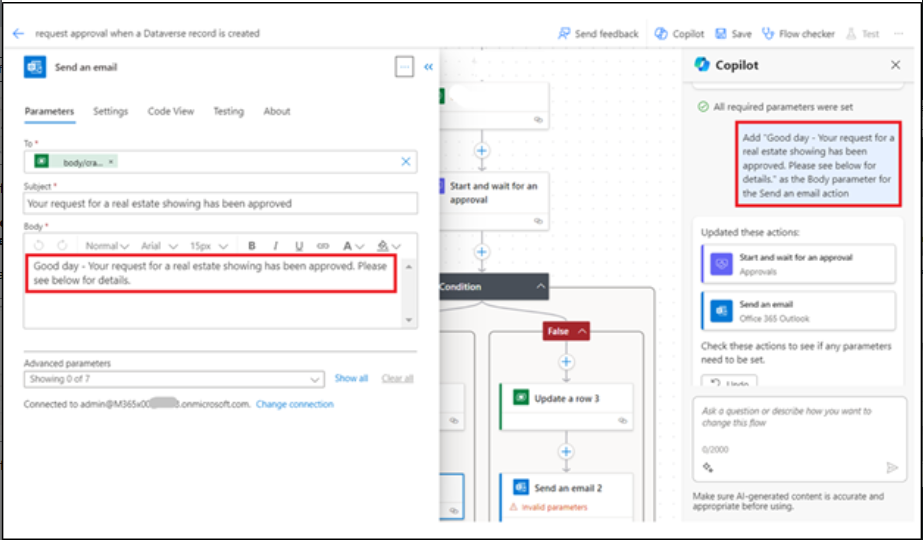 request approval when a Dataverse record is created
Send feedback
Copilot
Save
Flow checker
Test
Send an email
Parameters
Settings
Code View
Testing
About
To *
body/cra... ×
Subject *
Your request for a real estate showing has been approved
Body *
Normal
Arial
15px
B
I
U
A
Good day - Your request for a real estate showing has been approved. Please
see below for details.
Advanced parameters
Showing 0 of 7
Show all
Clear all
Connected to admin@M365x00 .onmicrosoft.com. Change connection
Start and wait for an
approval
Condition
False
Update a row 3
Send an email 2
Invalid parameters
Copilot
All required parameters were set
Add "Good day - Your request for a
real estate showing has been
approved. Please see below for
details." as the Body parameter for
the Send an email action
Updated these actions:
Start and wait for an approval
Approvals
Send an email
Office 365 Outlook
Check these actions to see if any parameters
need to be set.
Undo
Ask a question or describe how you want to
change this flow
0/2000
Make sure AI-generated content is accurate and
appropriate before using.